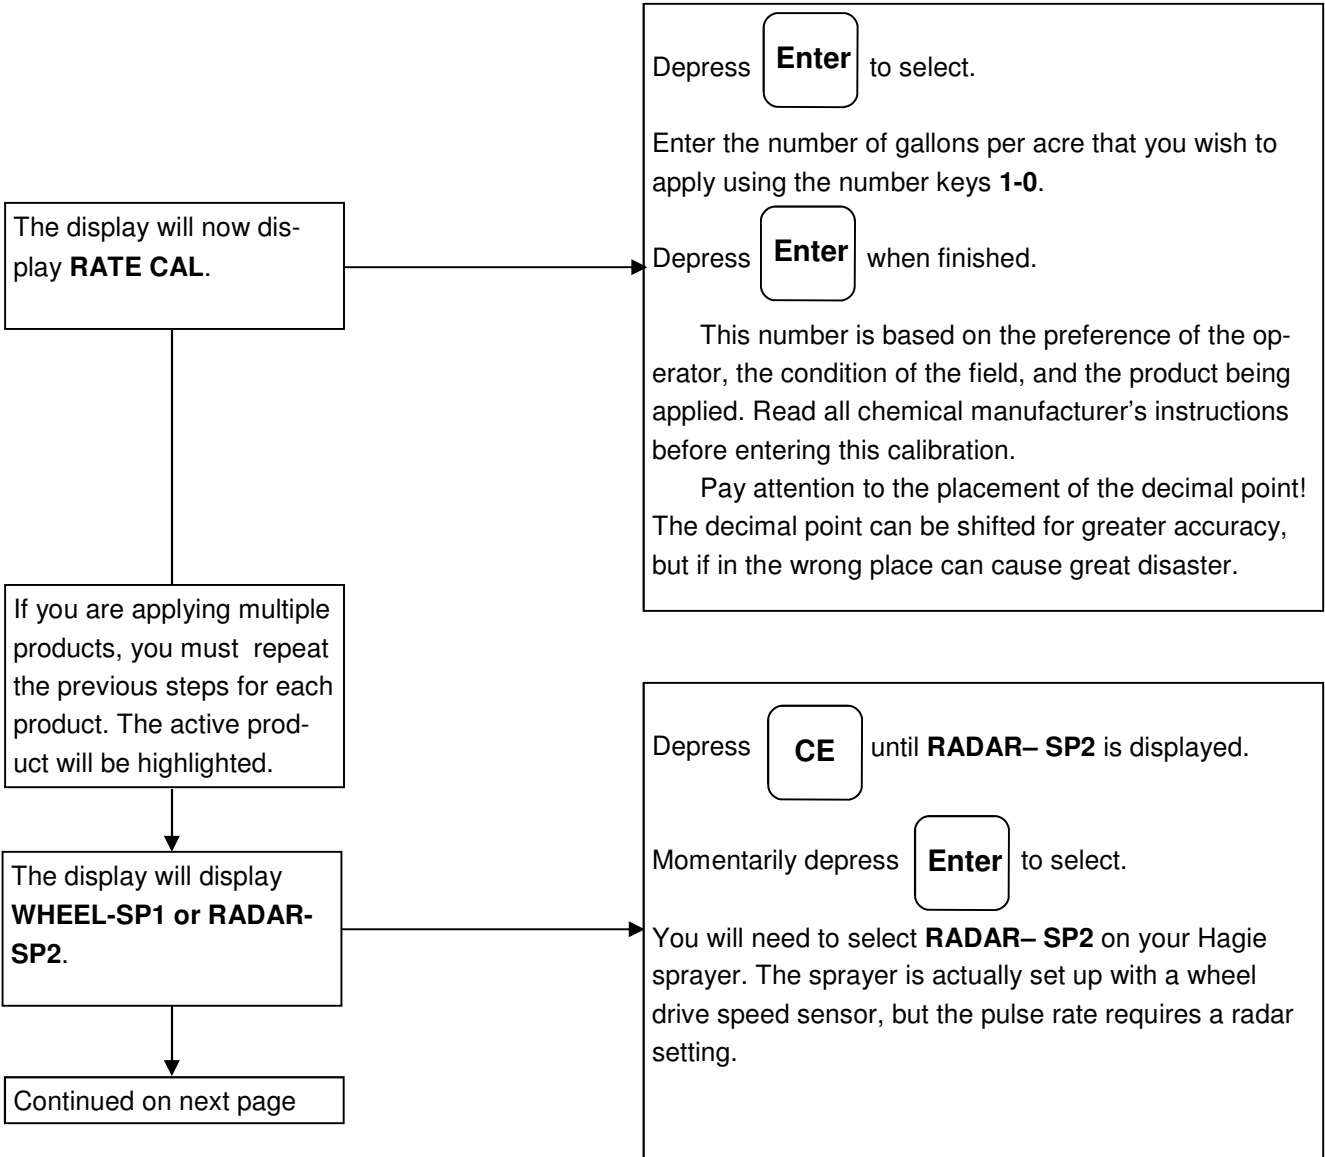 The display will now dis-
play RATE CAL.
Depress Enter to select.
Enter the number of gallons per acre that you wish to
apply using the number keys 1-0.
Depress Enter when finished.
This number is based on the preference of the op-
erator, the condition of the field, and the product being
applied. Read all chemical manufacturer’s instructions
before entering this calibration.
Pay attention to the placement of the decimal point!
The decimal point can be shifted for greater accuracy,
but if in the wrong place can cause great disaster.
If you are applying multiple
products, you must  repeat
the previous steps for each
product. The active prod-
uct will be highlighted.
The display will display
WHEEL-SP1 or RADAR-
SP2.
Depress CE until RADAR– SP2 is displayed.
Momentarily depress Enter to select.
You will need to select RADAR– SP2 on your Hagie
sprayer. The sprayer is actually set up with a wheel
drive speed sensor, but the pulse rate requires a radar
setting.
Continued on next page